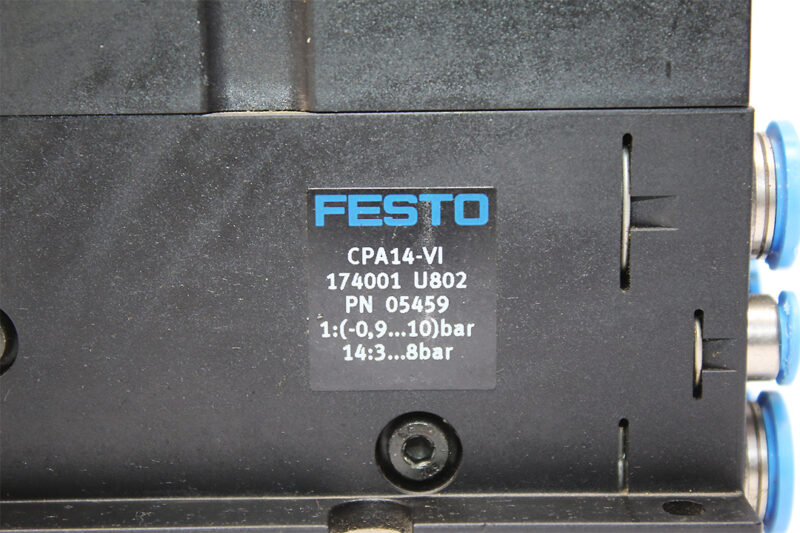 FESTO
CPA14-VI
174001 U802
PN 05459
1:(-0,9...10)bar
14:3...8bar